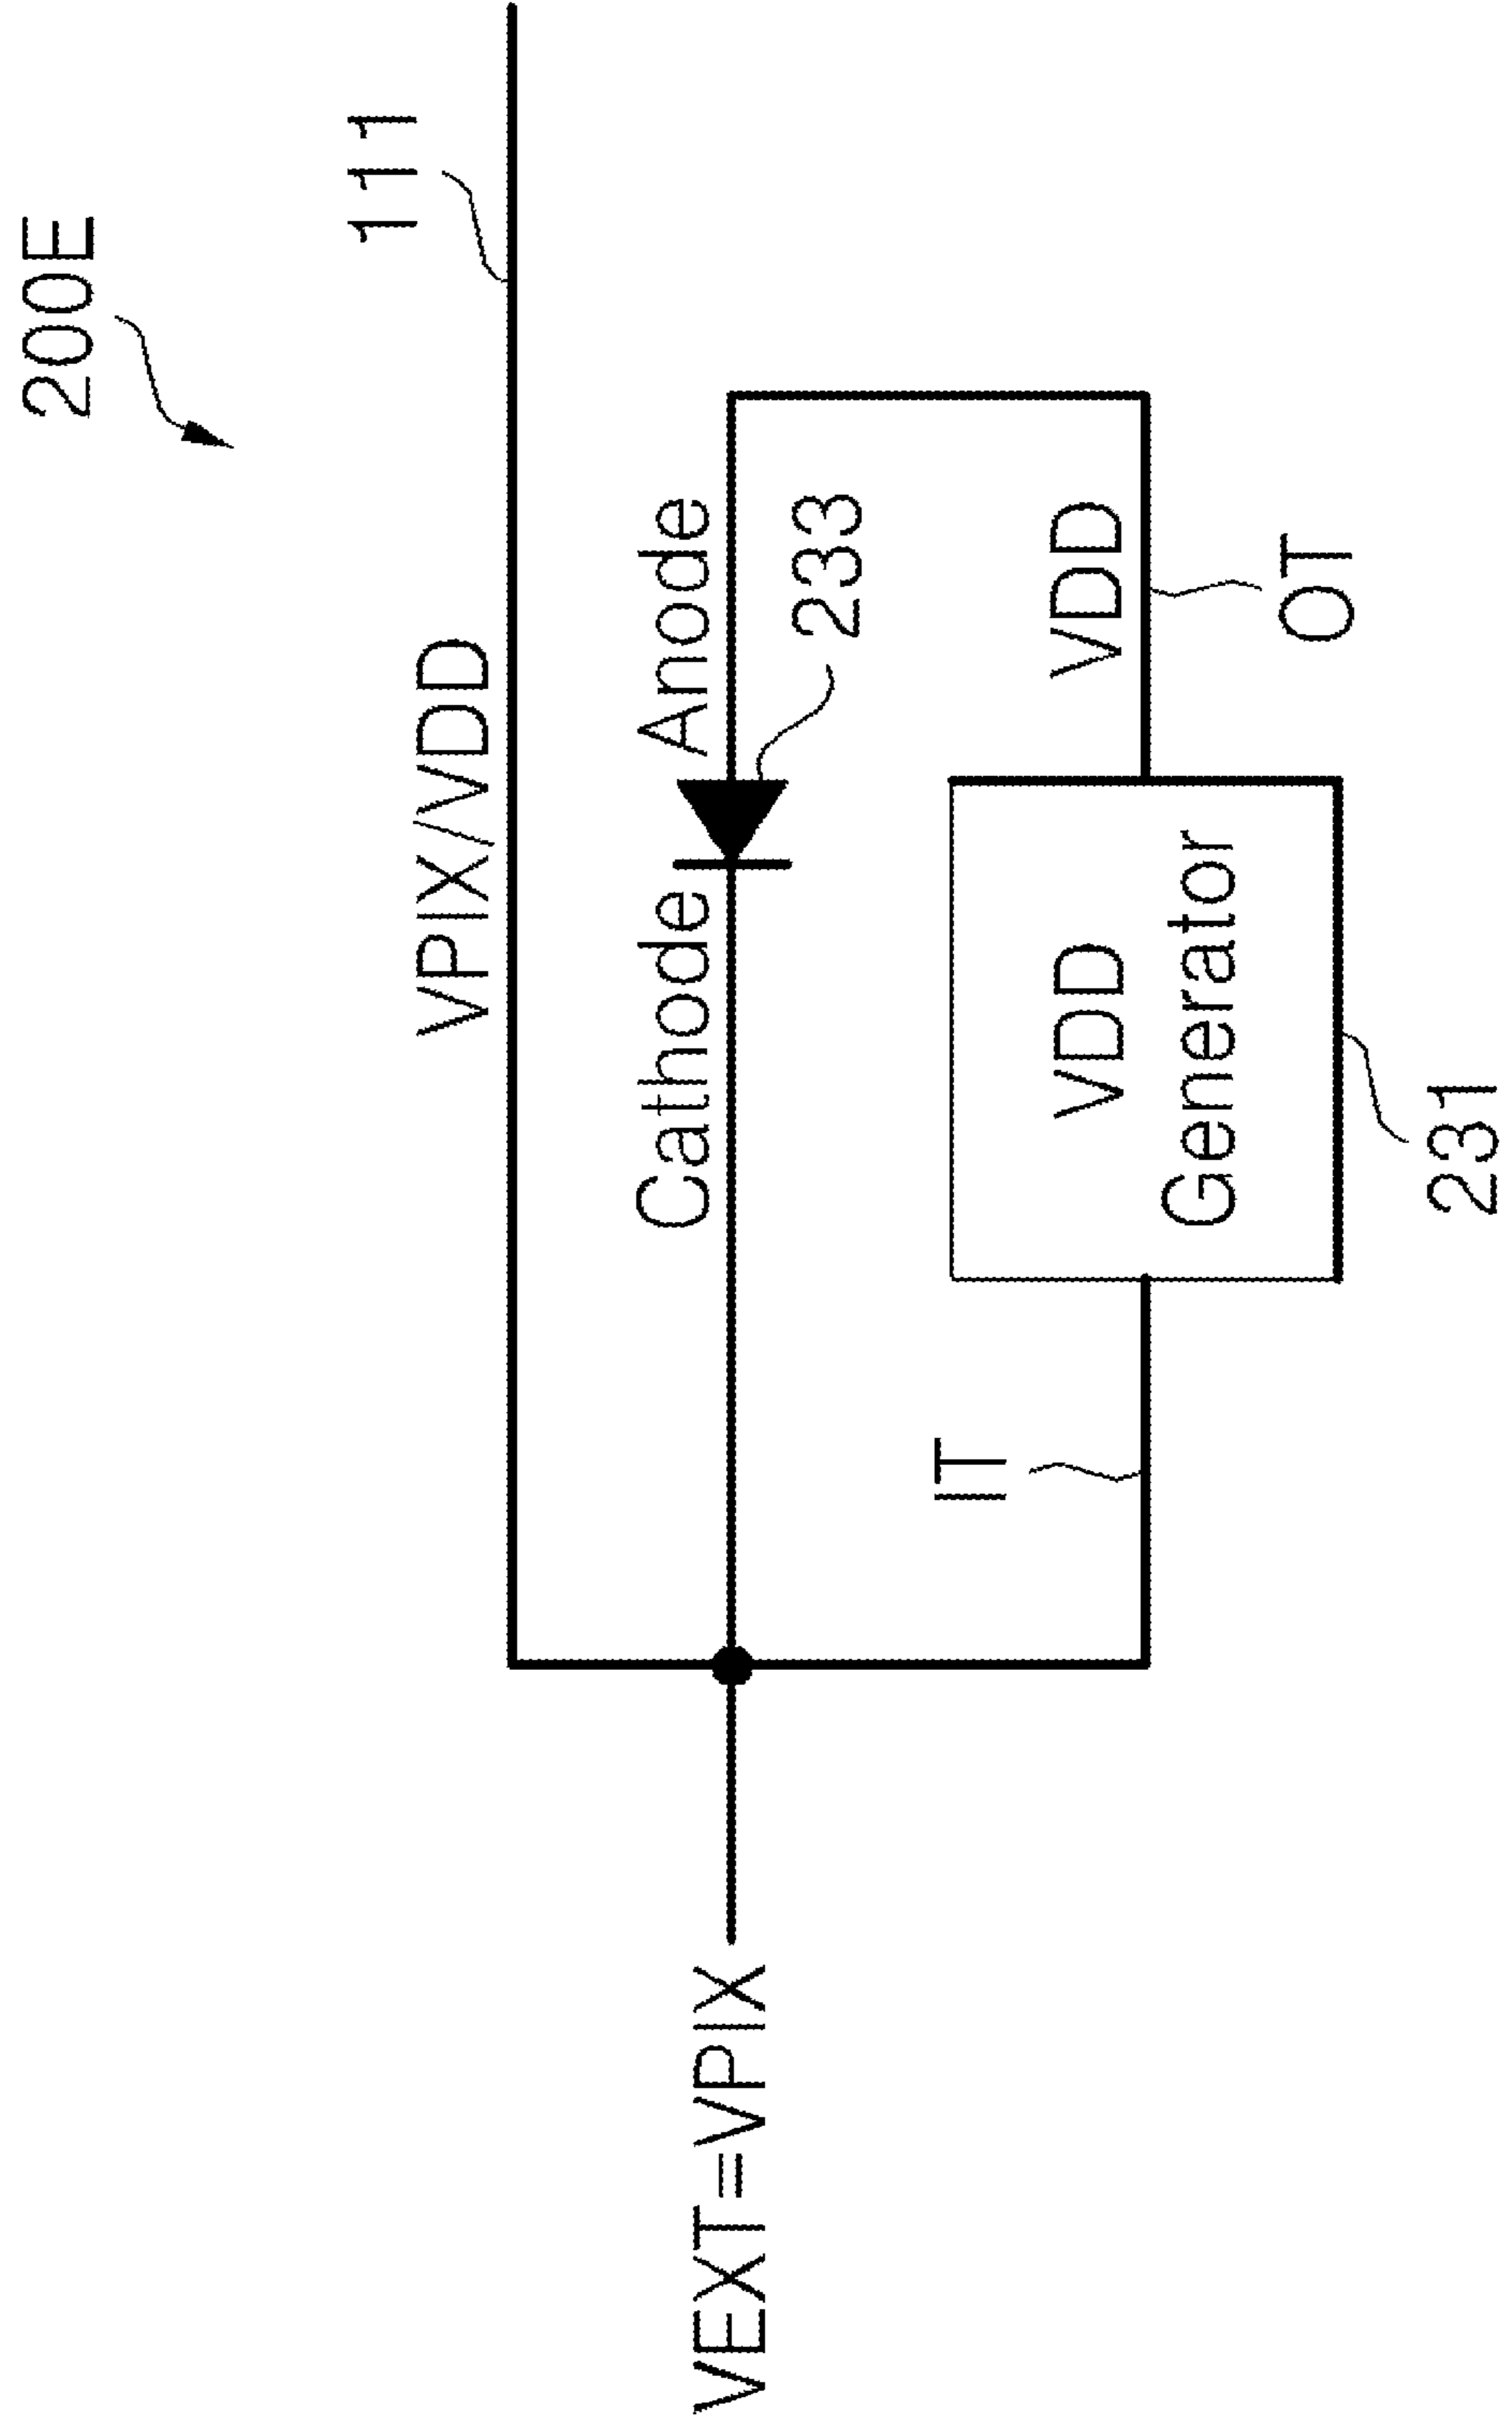 200E
111
VPIX/VDD
Cathode
Anode
233
IT
VDD
VDD
Generator
OT
231
VEXT=VPIX